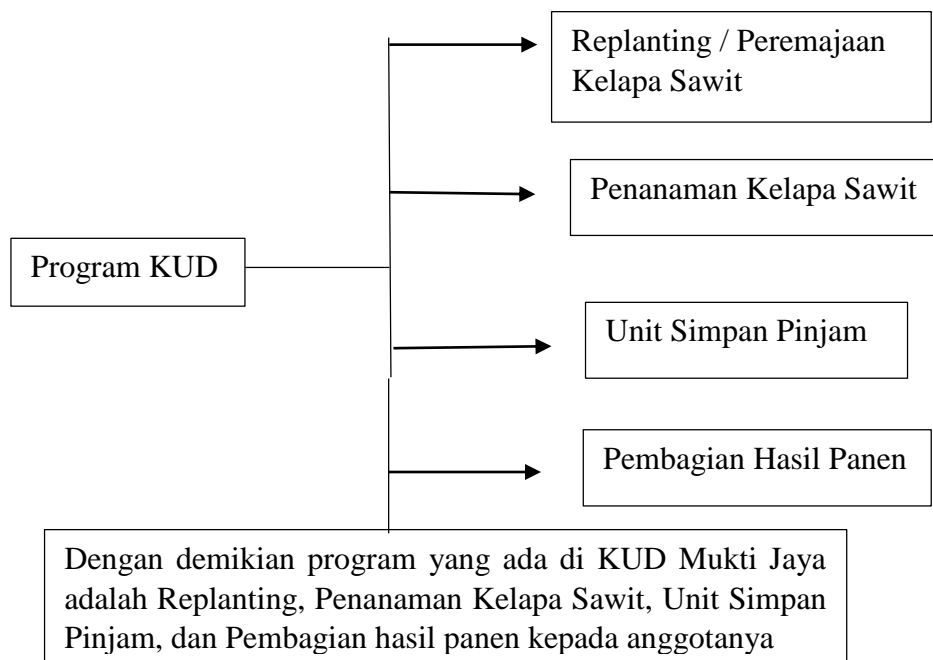 Replanting / Peremajaan
Kelapa Sawit
Penanaman Kelapa Sawit
Program KUD
Unit Simpan Pinjam
Pembagian Hasil Panen
Dengan demikian program yang ada di KUD Mukti Jaya
adalah Replanting, Penanaman Kelapa Sawit, Unit Simpan
Pinjam, dan Pembagian hasil panen kepada anggotanya